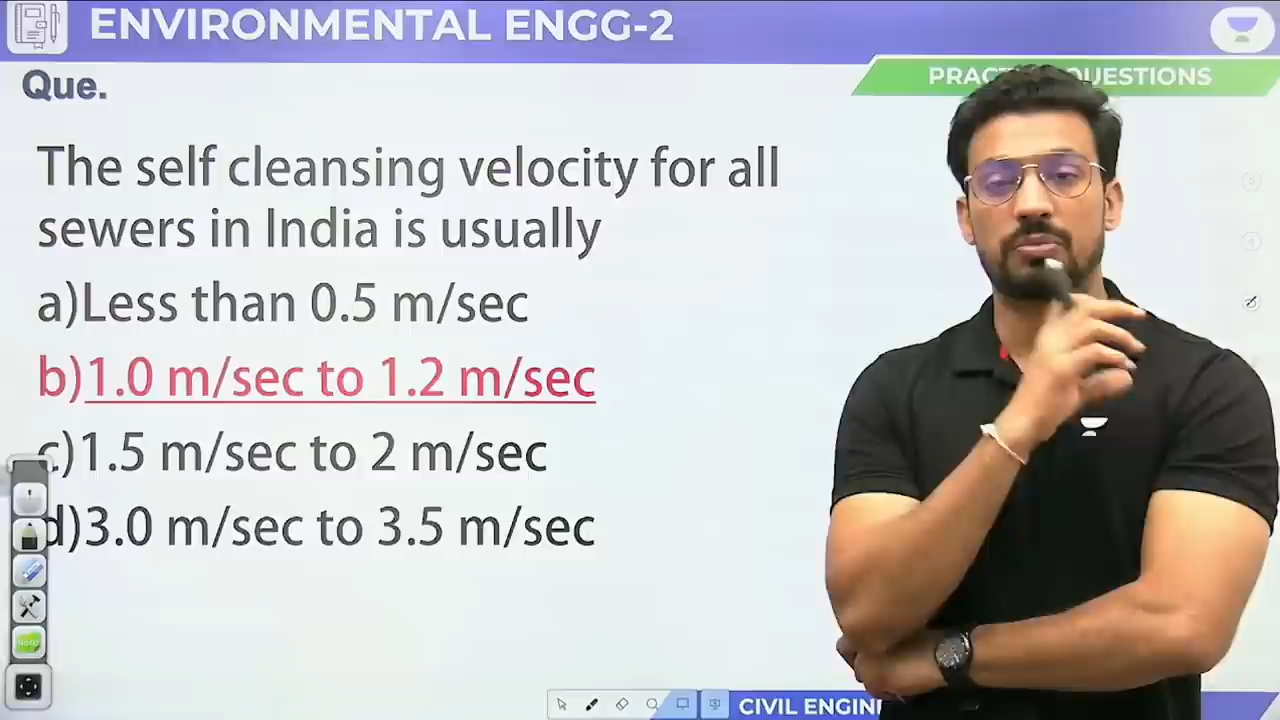 ENVIRONMENTAL ENGG-2
Que.
QUESTIONS
The self cleansing velocity for all
sewers in India is usually
a)Less than 0.5 m/sec
b)1.0 m/sec to 1.2 m/sec
c)1.5 m/sec to 2 m/sec
d)3.0 m/sec to 3.5 m/sec
CIVIL